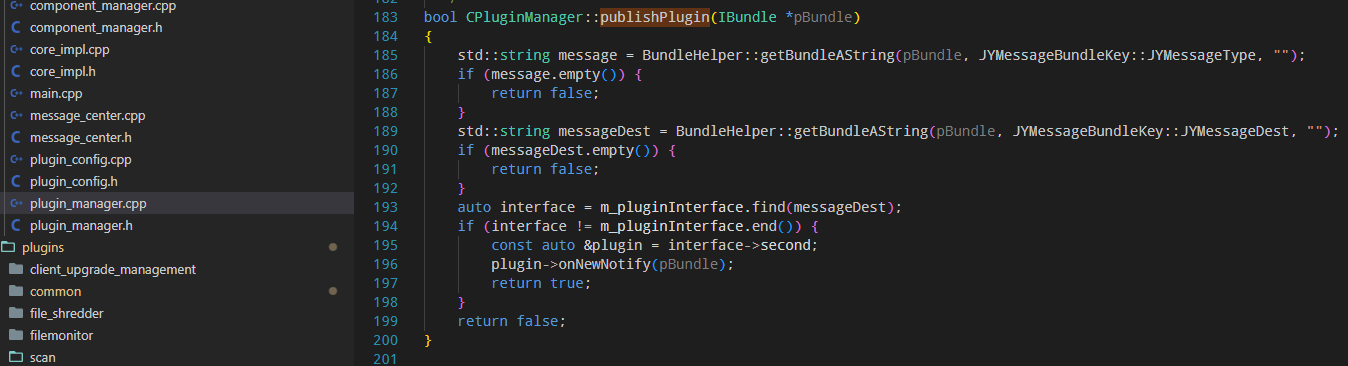 component_manager.cpp
component_manager.h
core_impl.cpp
core_impl.h
main.cpp
message_center.cpp
message_center.h
plugin_config.cpp
plugin_config.h
plugin_manager.cpp
plugin_manager.h
plugins
client_upgrade_management
common
file_shredder
filemonitor
scan
182
183 bool CPluginManager::publishPlugin(IBundle *pBundle)
184 {
185 std::string message = BundleHelper::getBundleAString(pBundle, JYMessageBundleKey::JYMessageType, "");
186 if (message.empty()) {
187 return false;
188 }
189 std::string messageDest = BundleHelper::getBundleAString(pBundle, JYMessageBundleKey::JYMessageDest, "");
190 if (messageDest.empty()) {
191 return false;
192 }
193 auto interface = m_pluginInterface.find(messageDest);
194 if (interface != m_pluginInterface.end()) {
195 const auto &plugin = interface->second;
196 plugin->onNewNotify(pBundle);
197 return true;
198 }
199 return false;
200 }
201